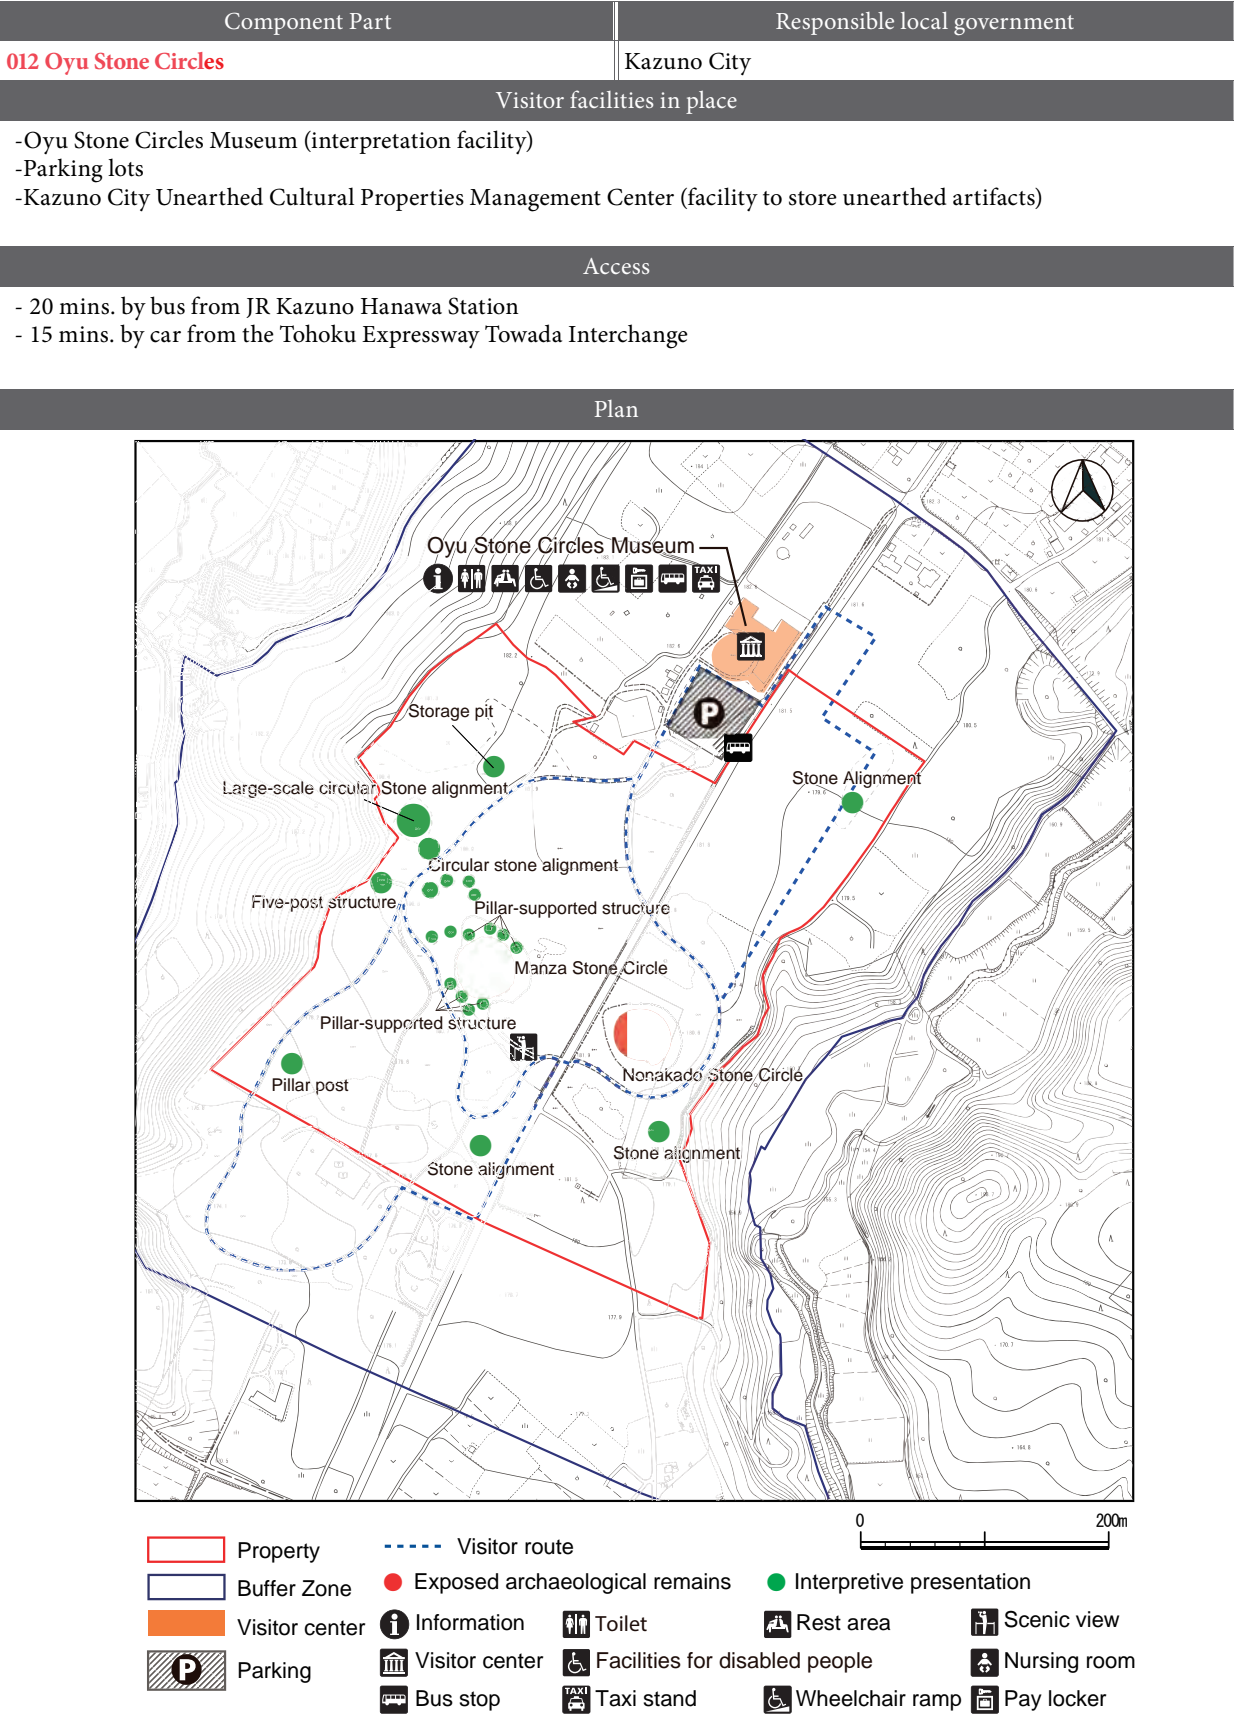 Component Part
Responsible local government
012 Oyu Stone Circles
Kazuno City
Visitor facilities in place
-Oyu Stone Circles Museum (interpretation facility)
-Parking lots
-Kazuno City Unearthed Cultural Properties Management Center (facility to store unearthed artifacts)
Access
- 20 mins. by bus from JR Kazuno Hanawa Station
- 15 mins. by car from the Tohoku Expressway Towada Interchange
Plan
Oyu Stone Circles Museum
TAXI
P
Storage pit
Stone Alignment
Large-scale circular Stone alignment
Circular stone alignment
Five-post structure
Pillar-supported structure
Manza Stone Circle
Pillar-supported structure
Nonakado Stone Circle
Pillar post
Stone alignment
Stone alignment
0 200m
Property
Visitor route
Buffer Zone
Exposed archaeological remains
Interpretive presentation
Visitor center
Information
Toilet
Rest area
Scenic view
P
Parking
Visitor center
Facilities for disabled people
Nursing room
Bus stop
TAXI
Taxi stand
Wheelchair ramp
Pay locker